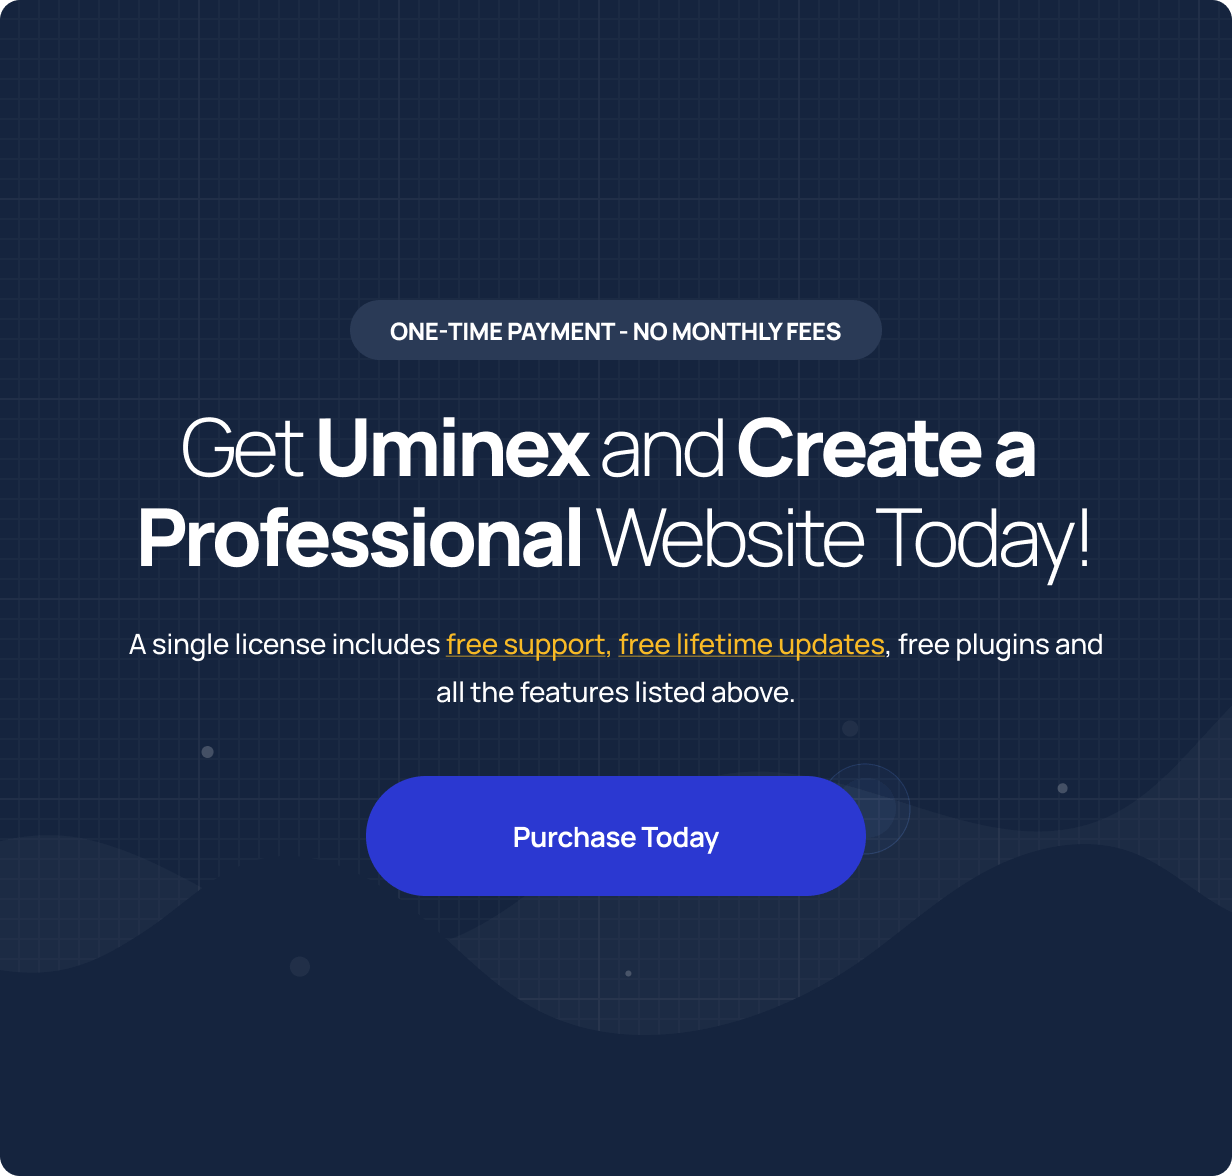 ONE-TIME PAYMENT - NO MONTHLY FEES
Get Uminex and Create a
Professional Website Today!
A single license includes free support, free lifetime updates, free plugins and
all the features listed above.
Purchase Today